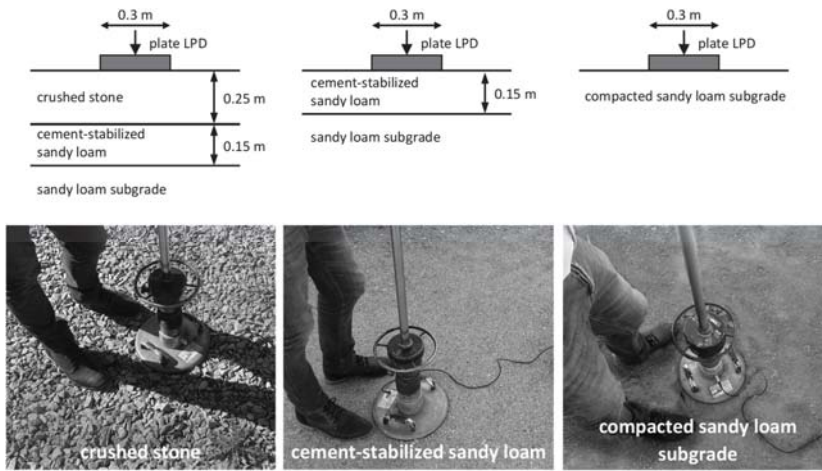 0.3 m
plate LPD
crushed stone
0.25 m
cement-stabilized
sandy loam
0.15 m
sandy loam subgrade
0.3 m
plate LPD
cement-stabilized
sandy loam
0.15 m
sandy loam subgrade
0.3 m
plate LPD
compacted sandy loam subgrade
crushed stone
cement-stabilized sandy loam
compacted sandy loam
subgrade